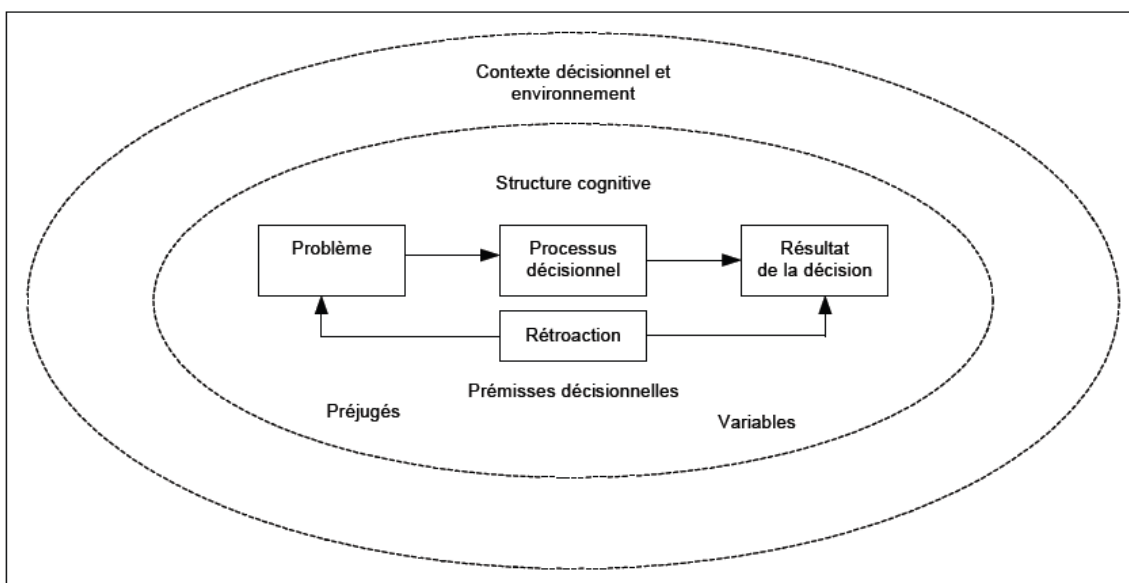 Contexte décisionnel et
environnement
Structure cognitive
Problème
Processus
décisionnel
Résultat
de la décision
Rétroaction
Prémisses décisionnelles
Préjugés
Variables